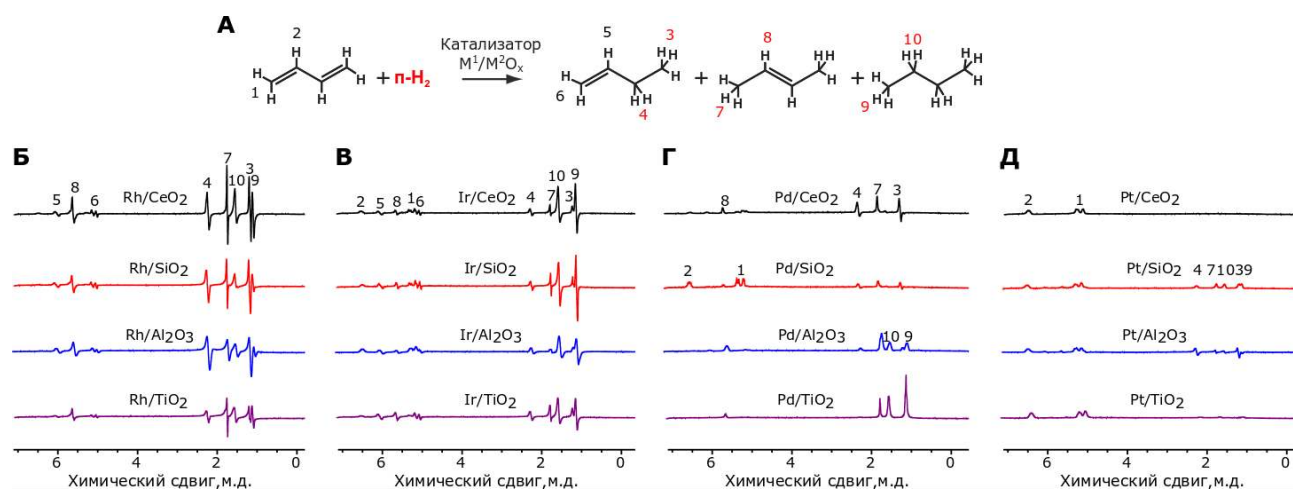 А
1
2
H
H
H
H
H
H
+
п-H₂
Катализатор
M¹/M²Oₓ
5
6
3
4
H
H
H
H
H
H
H
H
+
8
7
H
H
H
H
H
H
H
H
+
10
9
H
H
H
H
H
H
H
H
H
H
Б
5 8 6 4 7 10 3 9
Rh/CeO₂
Rh/SiO₂
Rh/Al₂O₃
Rh/TiO₂
6 4 2 0
Химический сдвиг,м.д.
В
2 5 8 1 6 4 7 10 3 9
Ir/CeO₂
Ir/SiO₂
Ir/Al₂O₃
Ir/TiO₂
6 4 2 0
Химический сдвиг,м.д.
Г
8 4 7 3
Pd/CeO₂
2 1
Pd/SiO₂
Pd/Al₂O₃
10 9
Pd/TiO₂
6 4 2 0
Химический сдвиг,м.д.
Д
2 1
Pt/CeO₂
Pt/SiO₂
4 71039
Pt/Al₂O₃
Pt/TiO₂
6 4 2 0
Химический сдвиг,м.д.